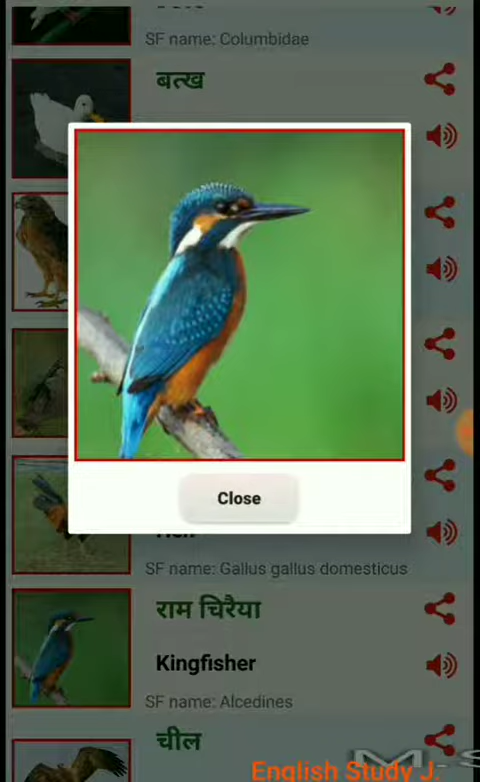 SF name: Columbidae
बत्ख
Close
SF name: Gallus gallus domesticus
राम चिरैया
Kingfisher
SF name: Alcedines
चील
English Study J.